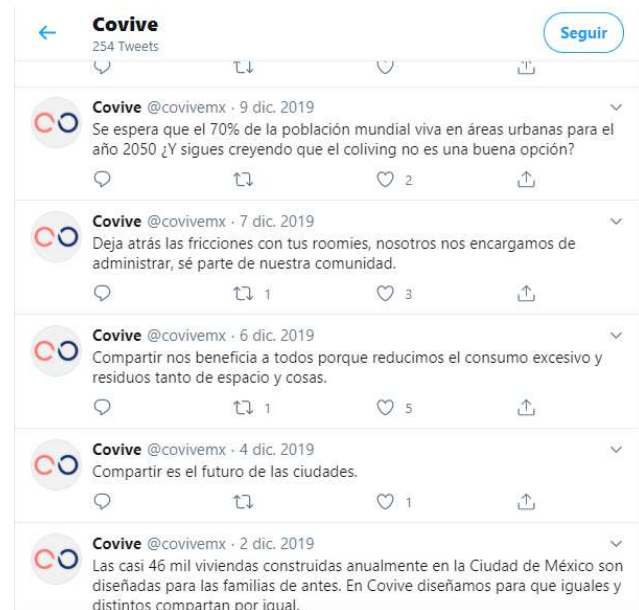 Covive
254 Tweets
Seguir
Covive @covivemx · 9 dic. 2019
Se espera que el 70% de la población mundial viva en áreas urbanas para el
año 2050 ¿Y sigues creyendo que el coliving no es una buena opción?
2
Covive @covivemx · 7 dic. 2019
Deja atrás las fricciones con tus roomies, nosotros nos encargamos de
administrar, sé parte de nuestra comunidad.
1 3
Covive @covivemx · 6 dic. 2019
Compartir nos beneficia a todos porque reducimos el consumo excesivo y
residuos tanto de espacio y cosas.
1 5
Covive @covivemx · 4 dic. 2019
Compartir es el futuro de las ciudades.
1
Covive @covivemx · 2 dic. 2019
Las casi 46 mil viviendas construidas anualmente en la Ciudad de México son
diseñadas para las familias de antes. En Covive diseñamos para que iguales y
distintos compartan por igual.